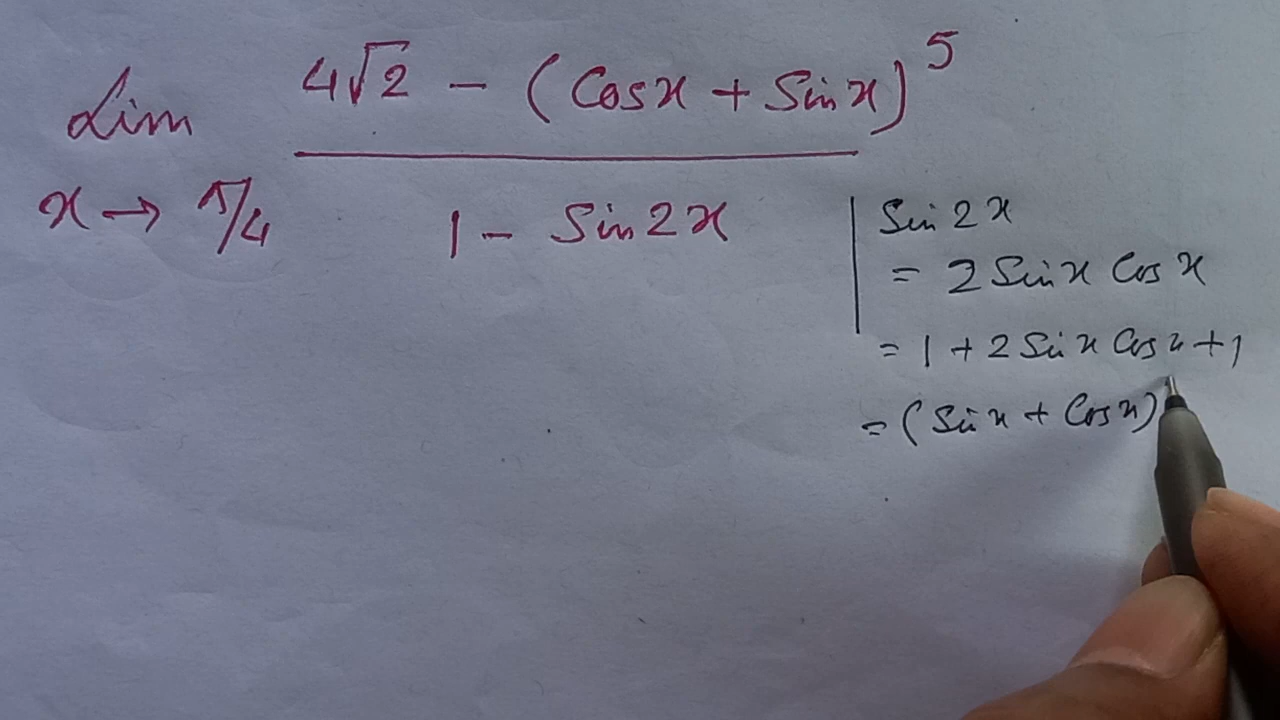 Lim 4√2 - (Cosx + Sinx)^5
x → π/4 1 - Sin2x
Sin2x
= 2 Sinx Cosx
= 1 + 2 Sinx Cosx + 1
= (Sinx + Cosx)